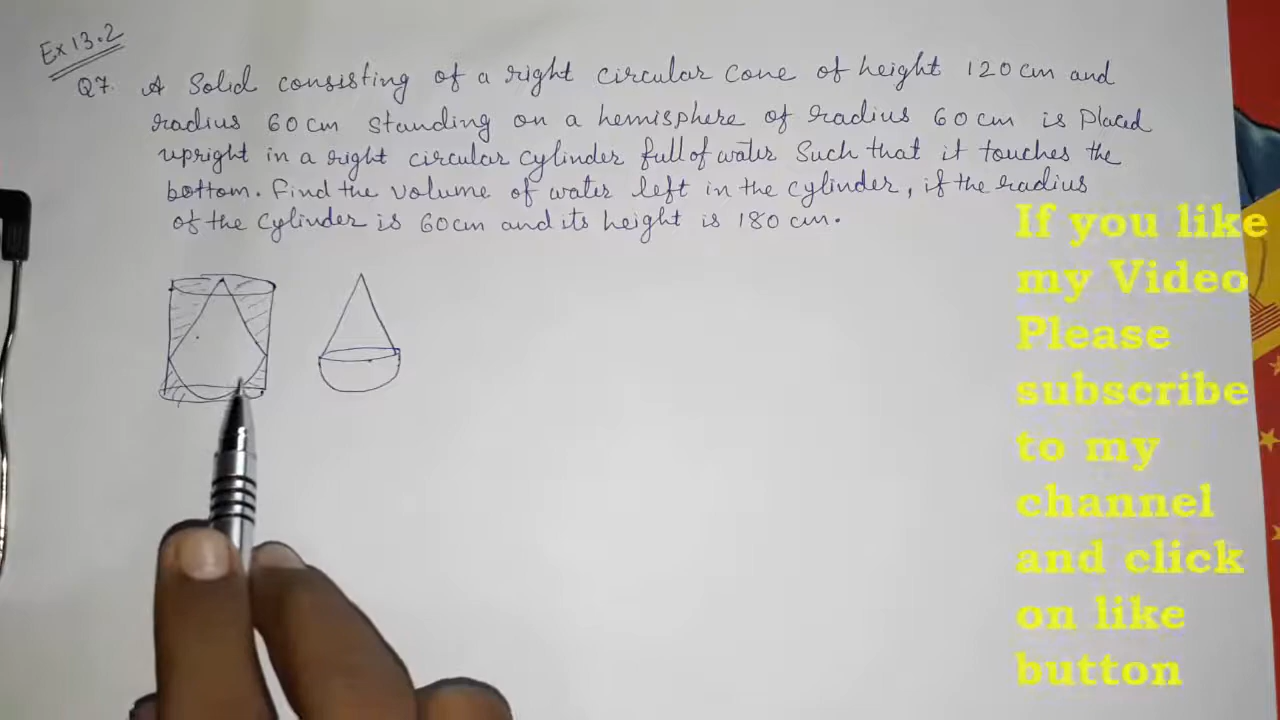 Ex 13.2
Q7. A Solid consisting of a right circular cone of height 120 cm and
radius 60 cm standing on a hemisphere of radius 60 cm is placed
upright in a right circular cylinder full of water such that it touches the
bottom. Find the volume of water left in the cylinder, if the radius
of the cylinder is 60 cm and its height is 180 cm.
If you like
my Video
Please
subscribe
to my
channel
and click
on like
button